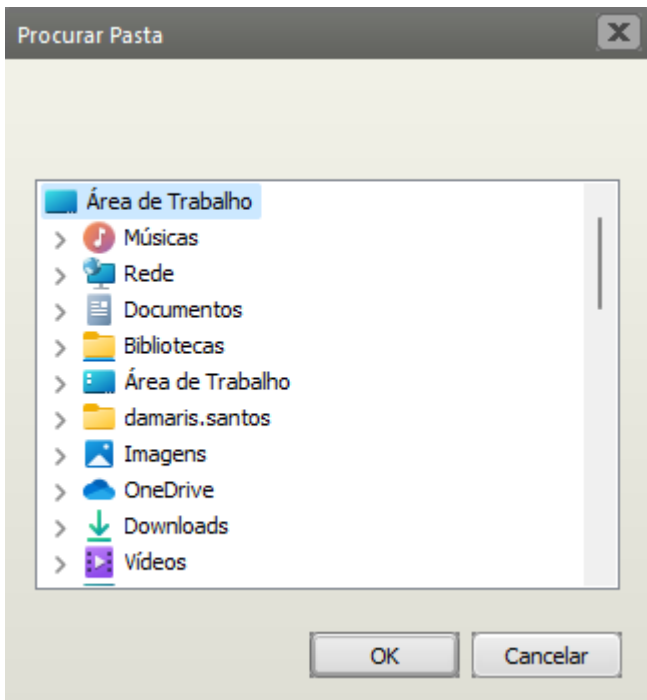 Procurar Pasta
Área de Trabalho
Músicas
Rede
Documentos
Bibliotecas
Área de Trabalho
damaris.santos
Imagens
OneDrive
Downloads
Vídeos
OK
Cancelar